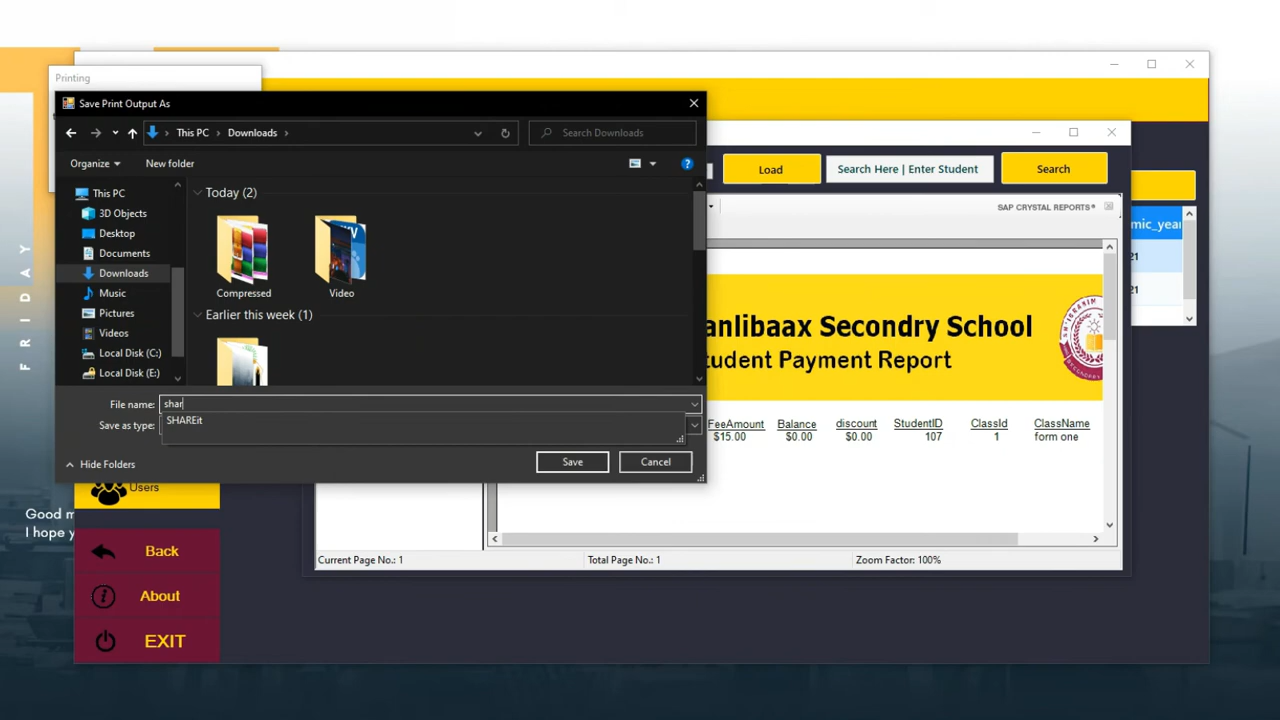 Printing
Save Print Output As
This PC
Downloads
Search Downloads
Organize
New folder
This PC
3D Objects
Desktop
Documents
Downloads
Music
Pictures
Videos
Local Disk (C:)
Local Disk (E:)
Today (2)
Compressed
Video
Earlier this week (1)
File name: shar
SHAREit
Save as type:
Hide Folders
Save
Cancel
Load
Search Here | Enter Student
Search
SAP CRYSTAL REPORTS®
mic_year
21
21
anlibaax Secondry School
tudent Payment Report
FeeAmount Balance discount StudentID ClassId ClassName
$15.00 $0.00 $0.00 107 1 form one
Current Page No.: 1
Total Page No.: 1
Zoom Factor: 100%
Users
Back
About
EXIT
FRIDAY
Good m
I hope y